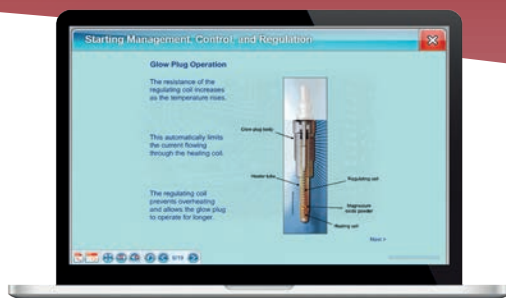 Starting Management, Control, and Regulation
Glow Plug Operation
The resistance of the
regulating coil increases
as the temperature rises.
This automatically limits
the current flowing
through the heating coil.
The regulating coil
prevents overheating
and allows the glow plug
to operate for longer.
Glow-plug body
Heater tube
Regulating coil
Magnesium
oxide powder
Heating coil
Next >